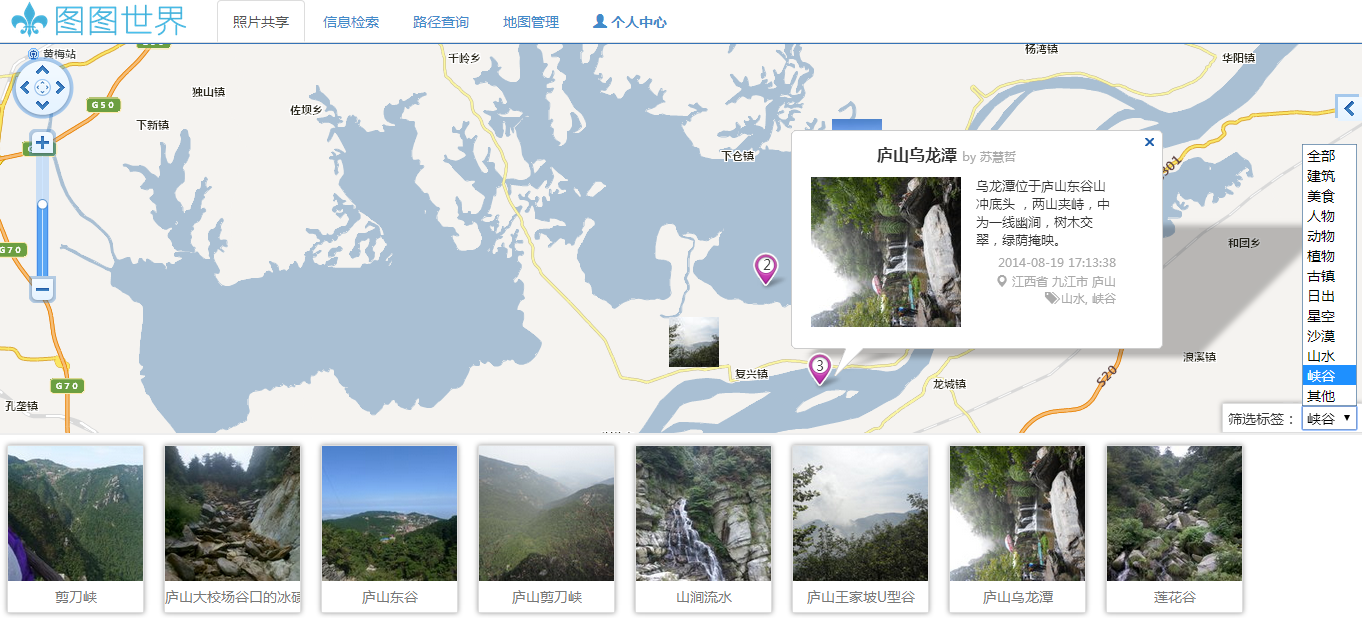 图图世界
照片共享
信息检索
路径查询
地图管理
个人中心
黄梅站
千岭乡
杨湾镇
华阳镇
独山镇
G50
佐坝乡
下新镇
下仓镇
301
全部
建筑
美食
人物
动物
植物
古镇
日出
星空
沙漠
山水
峡谷
其他
庐山乌龙潭 by 苏慧哲
乌龙潭位于庐山东谷山
冲底头 ，两山夹峙，中
为一线幽涧，树木交
翠，绿荫掩映。
2014-08-19 17:13:38
江西省 九江市 庐山
山水, 峡谷
和团乡
G70
2
3
复兴镇
浪溪镇
龙城镇
S20
G70
孔垄镇
筛选标签：
峡谷
剪刀峡
庐山大校场谷口的冰碛
庐山东谷
庐山剪刀峡
山涧流水
庐山王家坡U型谷
庐山乌龙潭
莲花谷